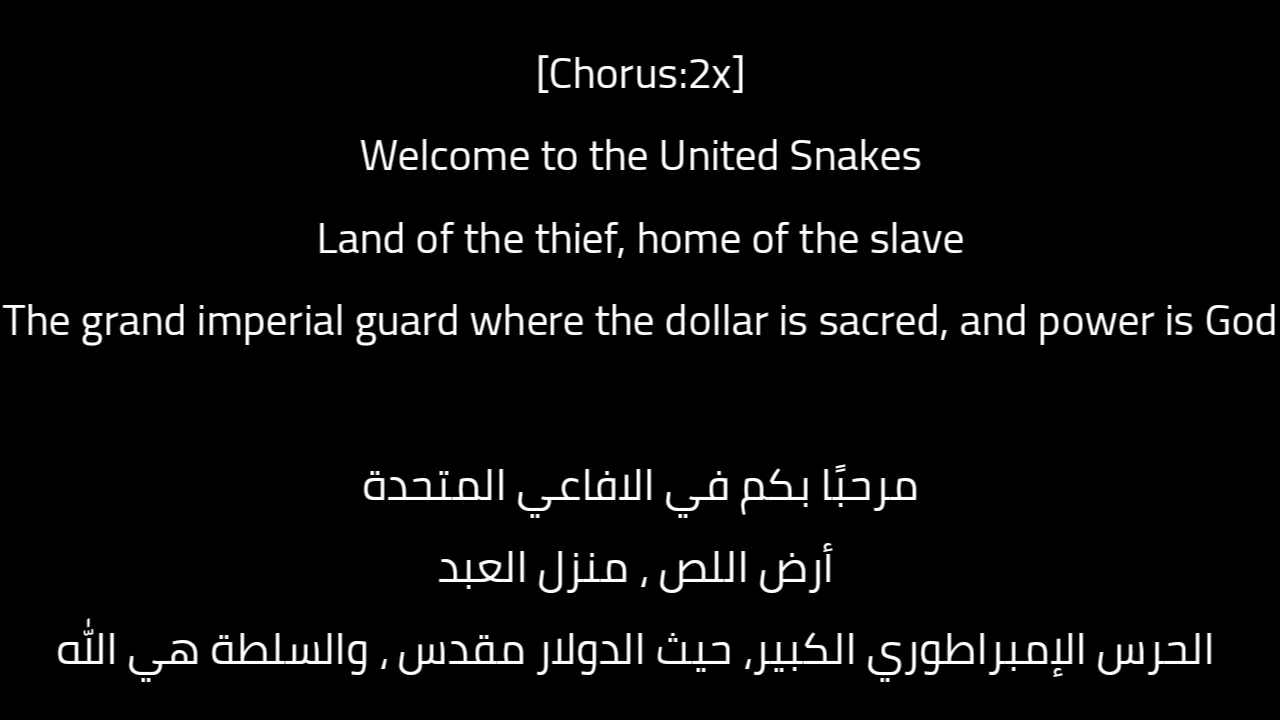 [Chorus:2x]
Welcome to the United Snakes
Land of the thief, home of the slave
The grand imperial guard where the dollar is sacred, and power is God
مرحبًا بكم في الافاعي المتحدة
أرض اللص , منزل العبد
الحرس الإمبراطوري الكبير, حيث الدولار مقدس , والسلطة هي الله